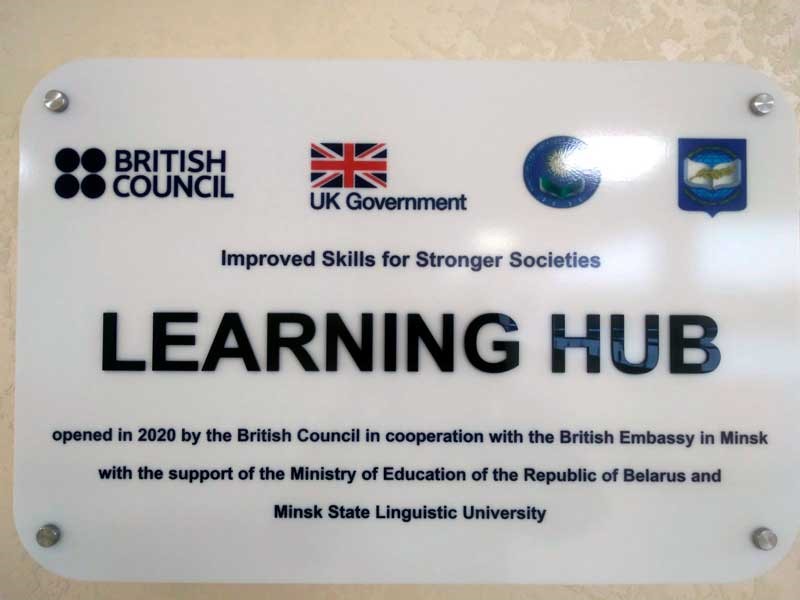 BRITISH
COUNCIL
UK Government
Improved Skills for Stronger Societies
LEARNING HUB
opened in 2020 by the British Council in cooperation with the British Embassy in Minsk
with the support of the Ministry of Education of the Republic of Belarus and
Minsk State Linguistic University